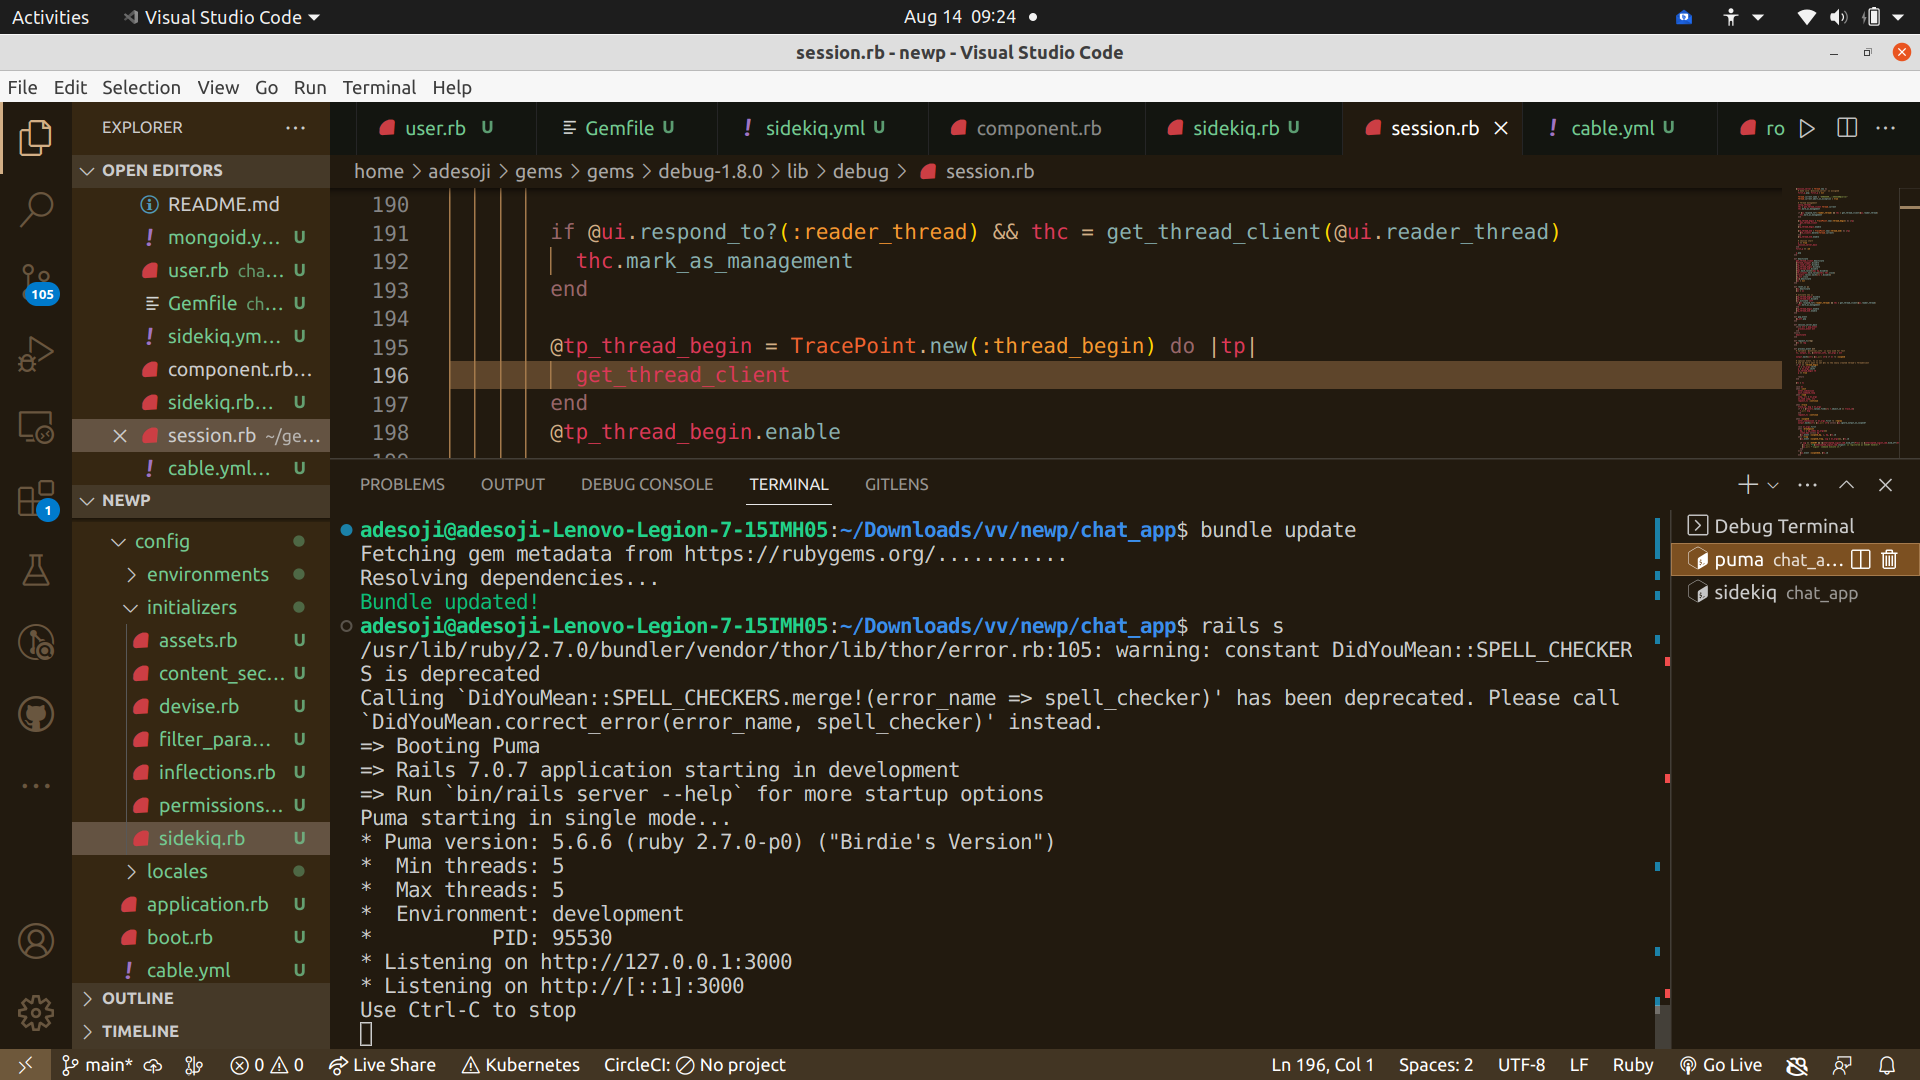 Activities
Visual Studio Code
Aug 14 09:24
session.rb - newp - Visual Studio Code
File Edit Selection View Go Run Terminal Help
EXPLORER
OPEN EDITORS
README.md
mongoid.y... U
user.rb cha... U
Gemfile ch... U
sidekiq.ym... U
component.rb...
sidekiq.rb... U
session.rb ~/ge...
cable.yml... U
NEWP
config
environments
initializers
assets.rb U
content_sec... U
devise.rb U
filter_para... U
inflections.rb U
permissions... U
sidekiq.rb U
locales
application.rb U
boot.rb U
cable.yml U
OUTLINE
TIMELINE
105
1
user.rb U
Gemfile U
sidekiq.yml U
component.rb
sidekiq.rb U
session.rb
cable.yml U
ro
home > adesoji > gems > gems > debug-1.8.0 > lib > debug > session.rb
190
191 if @ui.respond_to?(:reader_thread) && thc = get_thread_client(@ui.reader_thread)
192 thc.mark_as_management
193 end
194
195 @tp_thread_begin = TracePoint.new(:thread_begin) do |tp|
196 get_thread_client
197 end
198 @tp_thread_begin.enable
PROBLEMS OUTPUT DEBUG CONSOLE TERMINAL GITLENS
adesoji@adesoji-Lenovo-Legion-7-15IMH05:~/Downloads/vv/newp/chat_app$ bundle update
Fetching gem metadata from https://rubygems.org/...........
Resolving dependencies...
Bundle updated!
adesoji@adesoji-Lenovo-Legion-7-15IMH05:~/Downloads/vv/newp/chat_app$ rails s
/usr/lib/ruby/2.7.0/bundler/vendor/thor/lib/thor/error.rb:105: warning: constant DidYouMean::SPELL_CHECKER
S is deprecated
Calling `DidYouMean::SPELL_CHECKERS.merge!(error_name => spell_checker)' has been deprecated. Please call
`DidYouMean.correct_error(error_name, spell_checker)' instead.
=> Booting Puma
=> Rails 7.0.7 application starting in development
=> Run `bin/rails server --help` for more startup options
Puma starting in single mode...
* Puma version: 5.6.6 (ruby 2.7.0-p0) ("Birdie's Version")
*  Min threads: 5
*  Max threads: 5
*  Environment: development
*          PID: 95530
* Listening on http://127.0.0.1:3000
* Listening on http://[::1]:3000
Use Ctrl-C to stop
Debug Terminal
puma chat_a...
sidekiq chat_app
main* 0 0 Live Share Kubernetes CircleCI: No project Ln 196, Col 1 Spaces: 2 UTF-8 LF Ruby Go Live